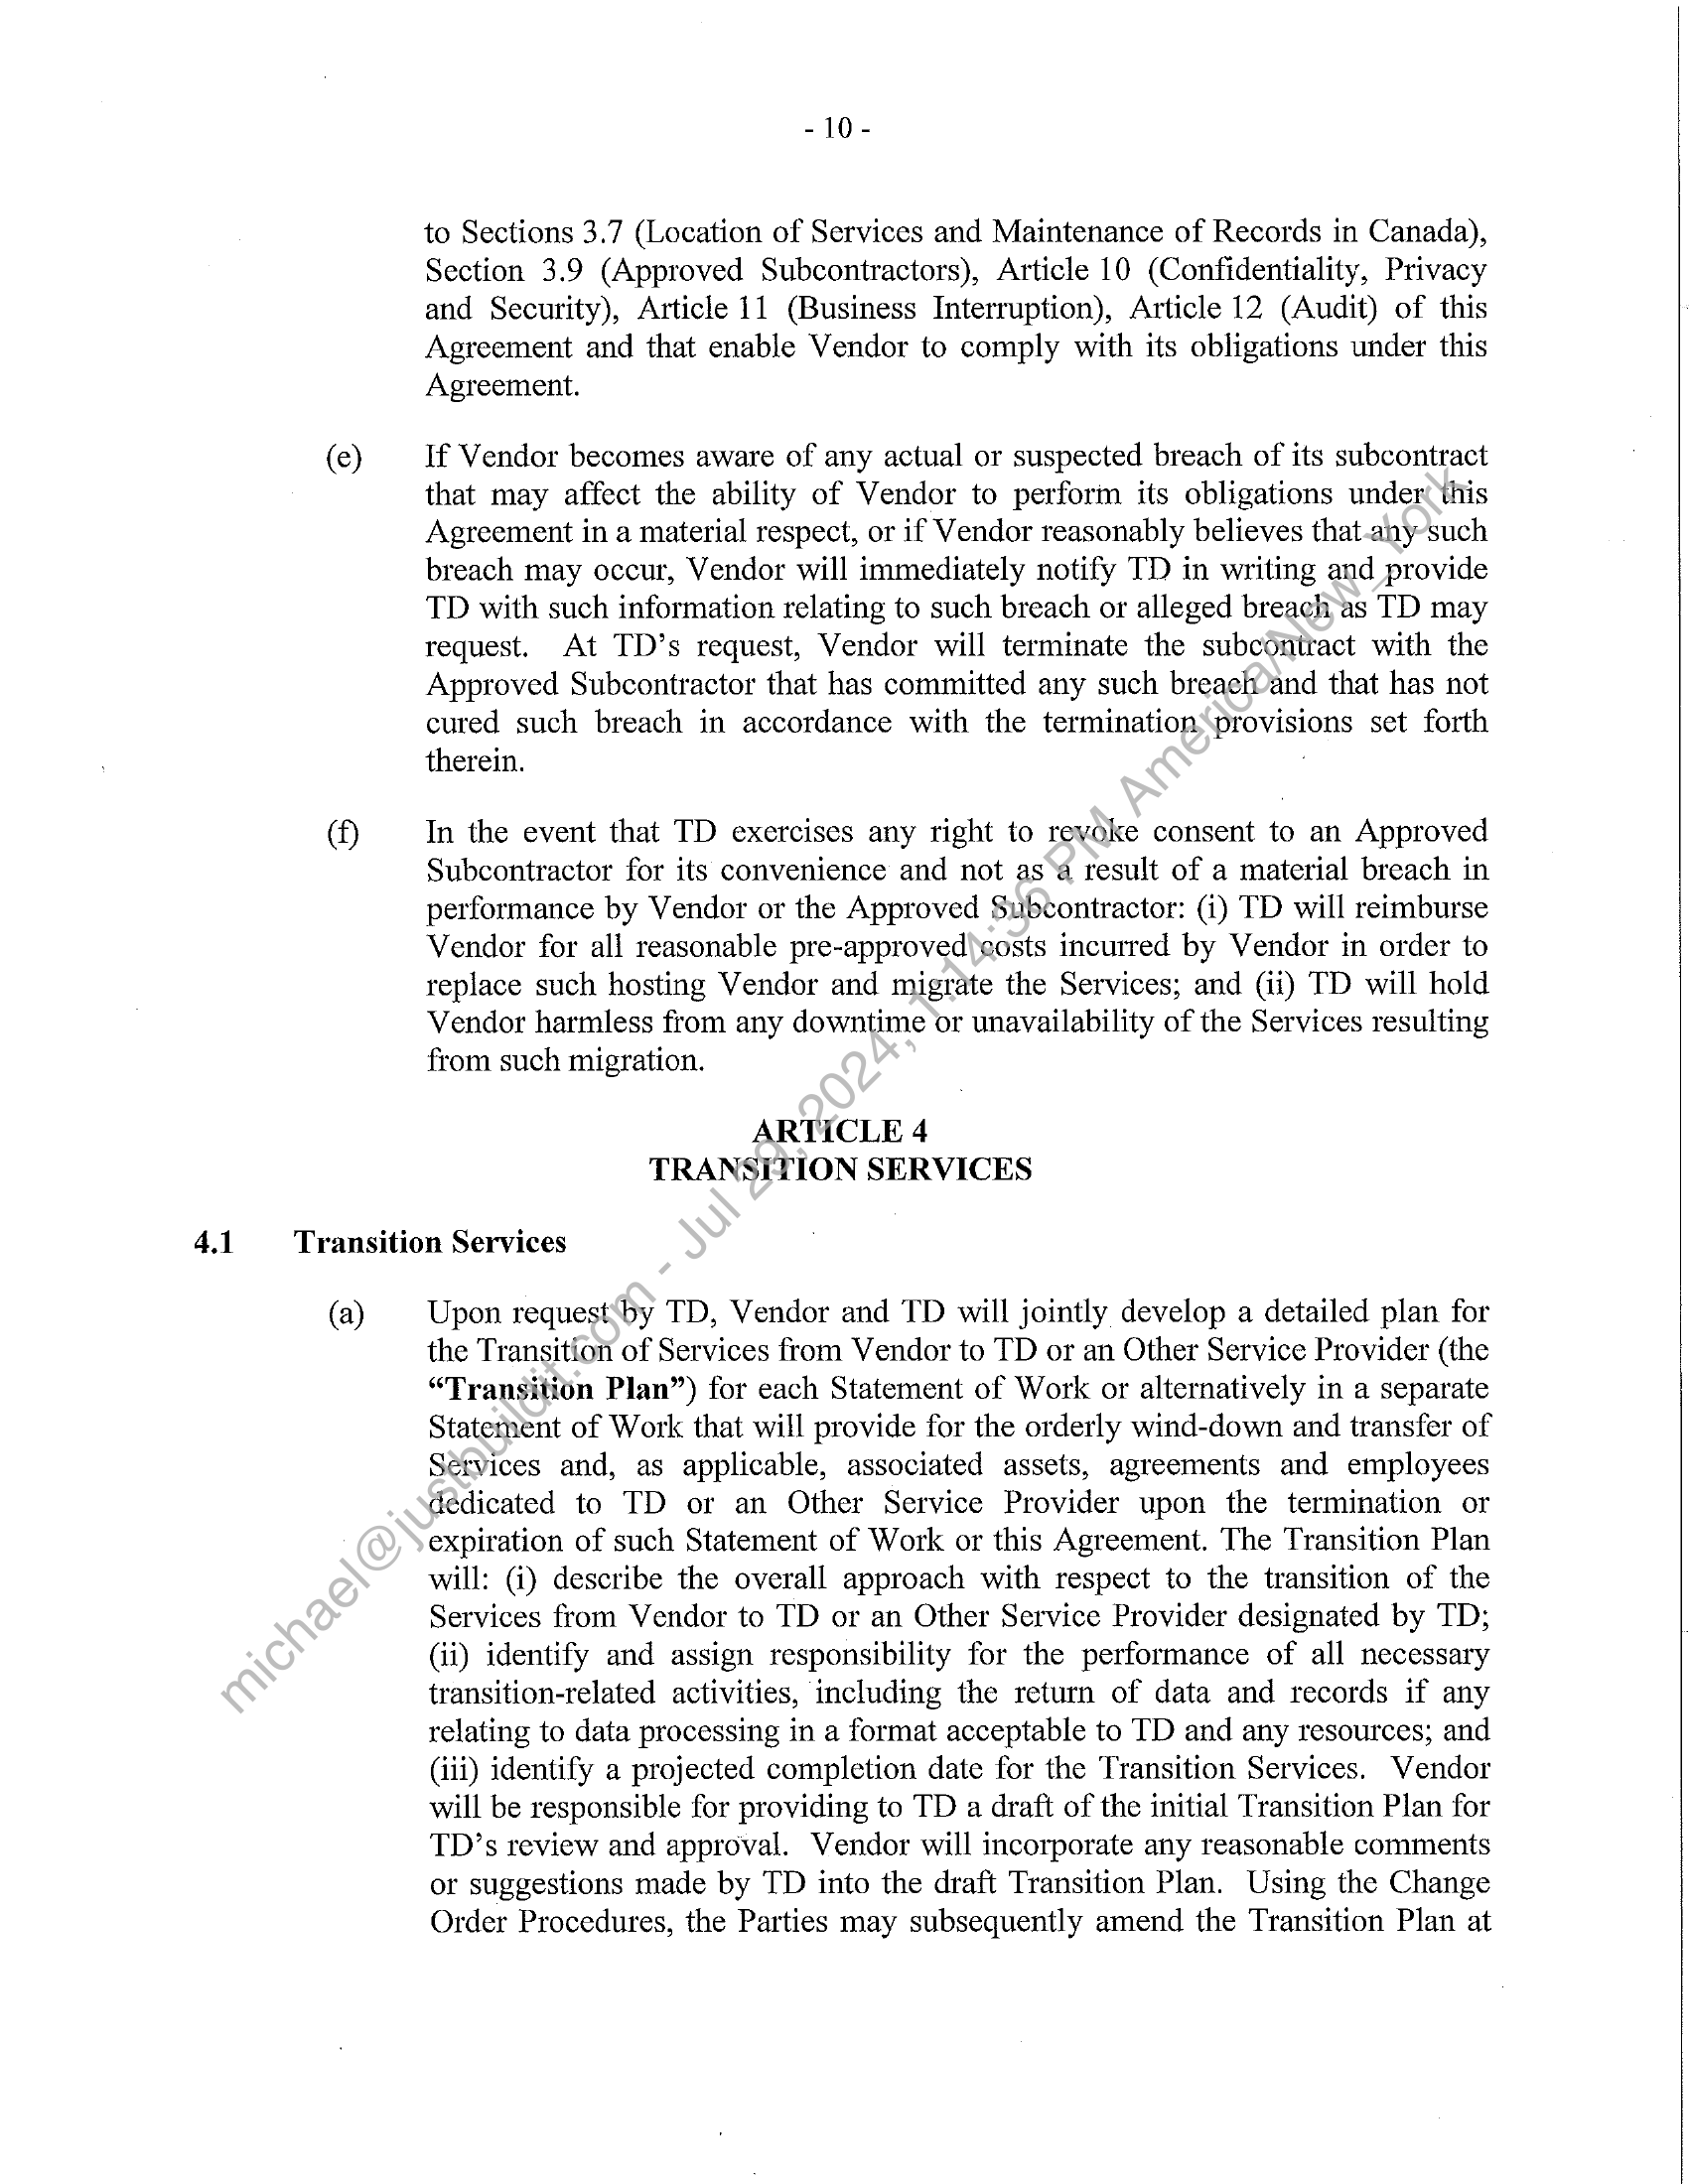 - 10 -
to Sections 3.7 (Location of Services and Maintenance of Records in Canada),
Section 3.9 (Approved Subcontractors), Article 10 (Confidentiality, Privacy
and Security), Article 11 (Business Interruption), Article 12 (Audit) of this
Agreement and that enable Vendor to comply with its obligations under this
Agreement.
(e) If Vendor becomes aware of any actual or suspected breach of its subcontract
that may affect the ability of Vendor to perform its obligations under this
Agreement in a material respect, or if Vendor reasonably believes that any such
breach may occur, Vendor will immediately notify TD in writing and provide
TD with such information relating to such breach or alleged breach as TD may
request. At TD's request, Vendor will terminate the subcontract with the
Approved Subcontractor that has committed any such breach and that has not
cured such breach in accordance with the termination provisions set forth
therein.
(f) In the event that TD exercises any right to revoke consent to an Approved
Subcontractor for its convenience and not as a result of a material breach in
performance by Vendor or the Approved Subcontractor: (i) TD will reimburse
Vendor for all reasonable pre-approved costs incurred by Vendor in order to
replace such hosting Vendor and migrate the Services; and (ii) TD will hold
Vendor harmless from any downtime or unavailability of the Services resulting
from such migration.
ARTICLE 4
TRANSITION SERVICES
4.1 Transition Services
(a) Upon request by TD, Vendor and TD will jointly develop a detailed plan for
the Transition of Services from Vendor to TD or an Other Service Provider (the
“Transition Plan”) for each Statement of Work or alternatively in a separate
Statement of Work that will provide for the orderly wind-down and transfer of
Services and, as applicable, associated assets, agreements and employees
dedicated to TD or an Other Service Provider upon the termination or
expiration of such Statement of Work or this Agreement. The Transition Plan
will: (i) describe the overall approach with respect to the transition of the
Services from Vendor to TD or an Other Service Provider designated by TD;
(ii) identify and assign responsibility for the performance of all necessary
transition-related activities, including the return of data and records if any
relating to data processing in a format acceptable to TD and any resources; and
(iii) identify a projected completion date for the Transition Services. Vendor
will be responsible for providing to TD a draft of the initial Transition Plan for
TD's review and approval. Vendor will incorporate any reasonable comments
or suggestions made by TD into the draft Transition Plan. Using the Change
Order Procedures, the Parties may subsequently amend the Transition Plan at
michael@justbuildit.com - Jul 29, 2024, 1:14:36 PM America/New_York